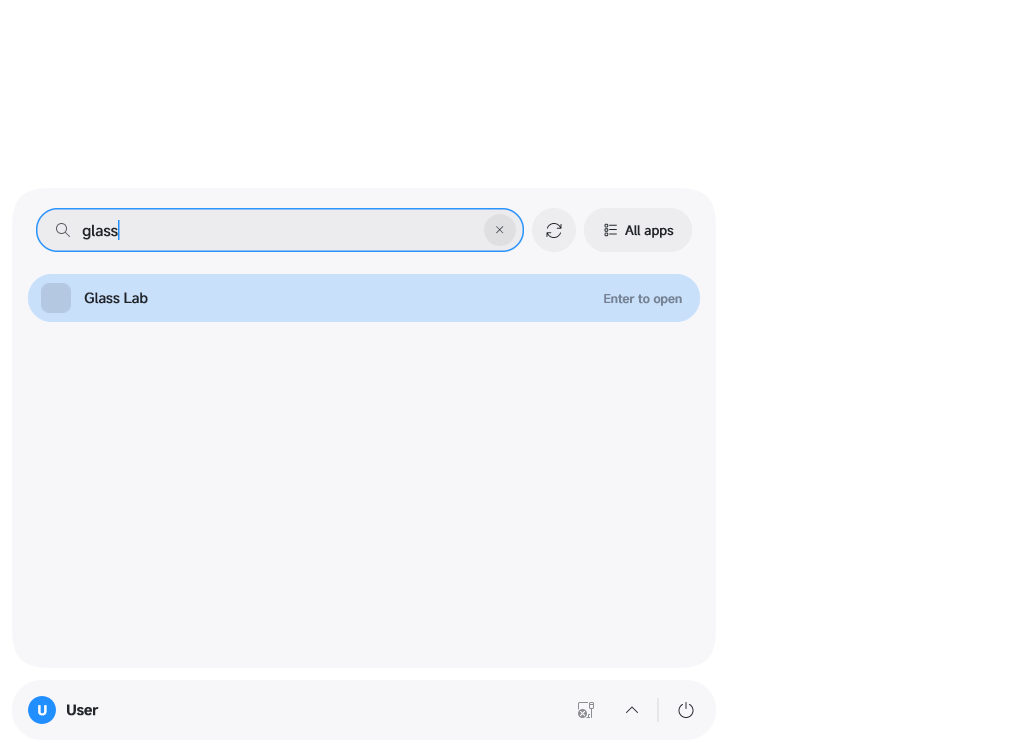 glass
All apps
Glass Lab
Enter to open
U
User